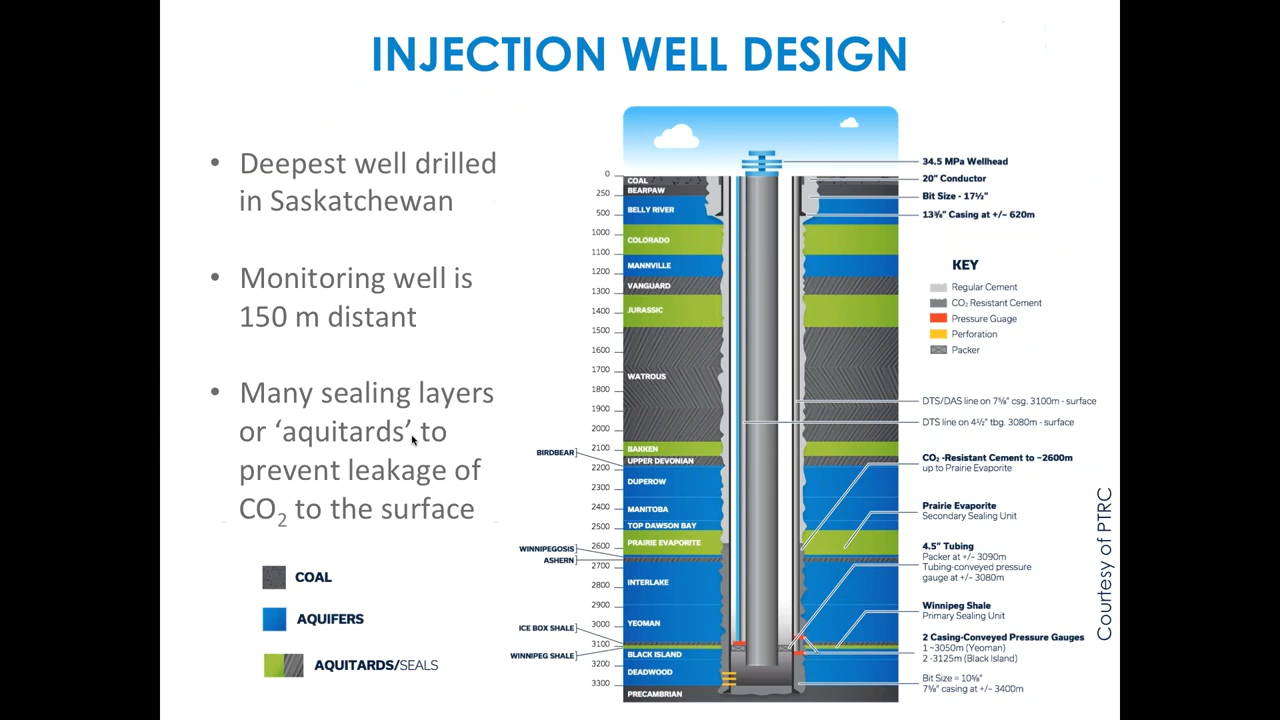 INJECTION WELL DESIGN
• Deepest well drilled
in Saskatchewan
• Monitoring well is
150 m distant
• Many sealing layers
or ‘aquitards’ to
prevent leakage of
CO2 to the surface
COAL
AQUIFERS
AQUITARDS/SEALS
0
250
500
1000
1100
1200
1300
1400
1500
1600
1700
1800
1900
2000
2100
2200
2300
2400
2500
2600
2700
2800
2900
3000
3100
3200
3300
BIRDBEAR
WINNIPEGOSIS
ASHERN
ICE BOX SHALE
WINNIPEG SHALE
COAL
BEARPAW
BELLY RIVER
COLORADO
MANNVILLE
VANGUARD
JURASSIC
WATROUS
BAKKEN
UPPER DEVONIAN
DUPEROW
MANITOBA
TOP DAWSON BAY
PRAIRIE EVAPORITE
INTERLAKE
YEOMAN
BLACK ISLAND
DEADWOOD
PRECAMBRIAN
34.5 MPa Wellhead
20” Conductor
Bit Size - 17½”
13⅜” Casing at +/- 620m
KEY
Regular Cement
CO2 Resistant Cement
Pressure Guage
Perforation
Packer
DTS/DAS line on 7⅝” csg. 3100m - surface
DTS line on 4½” tbg. 3080m - surface
CO2 -Resistant Cement to ~2600m
up to Prairie Evaporite
Prairie Evaporite
Secondary Sealing Unit
4.5” Tubing
Packer at +/- 3090m
Tubing-conveyed pressure
gauge at +/- 3080m
Winnipeg Shale
Primary Sealing Unit
2 Casing-Conveyed Pressure Gauges
1 ~3050m (Yeoman)
2 -3125m (Black Island)
Bit Size = 10⅝”
7⅝” casing at +/- 3400m
Courtesy of PTRC